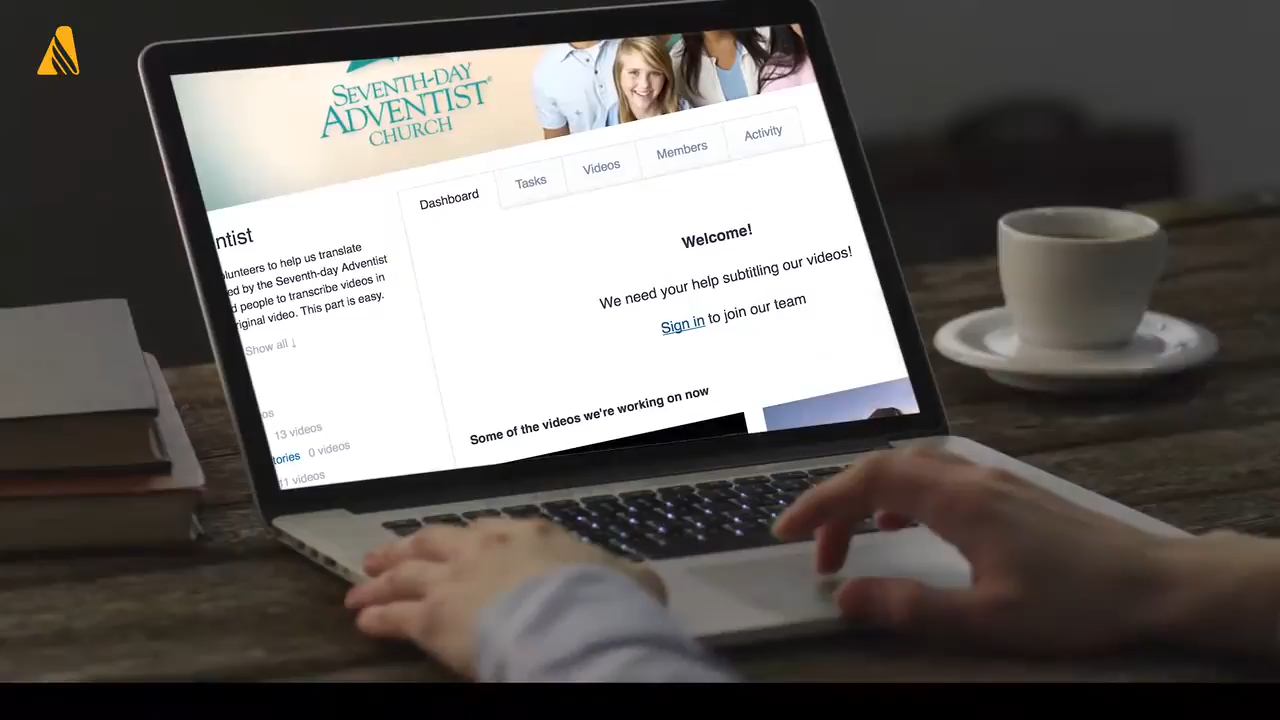 SEVENTH-DAY
ADVENTIST®
CHURCH
Dashboard
Tasks
Videos
Members
Activity
ntist
lunteers to help us translate
ed by the Seventh-day Adventist
d people to transcribe videos in
riginal video. This part is easy.
Show all ↓
os
13 videos
tories 0 videos
11 videos
Welcome!
We need your help subtitling our videos!
Sign in to join our team
Some of the videos we're working on now